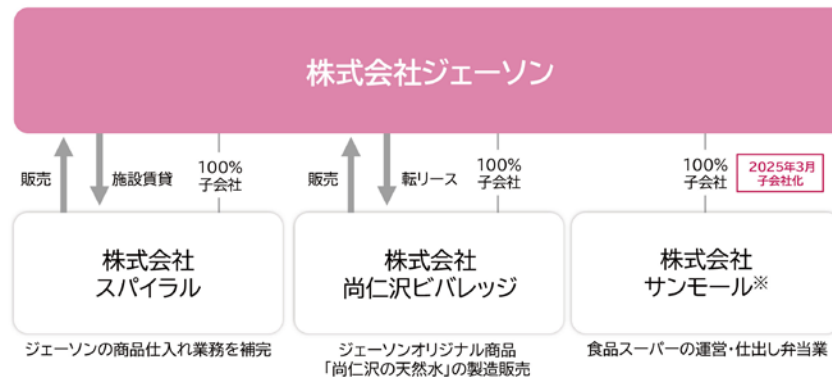 株式会社ジェーソン
販売
施設賃貸
100%
子会社
販売
転リース
100%
子会社
100%
子会社
2025年3月
子会社化
株式会社
スパイラル
株式会社
尚仁沢ビバレッジ
株式会社
サンモール※
ジェーソンの商品仕入れ業務を補完
ジェーソンオリジナル商品
「尚仁沢の天然水」の製造販売
食品スーパーの運営・仕出し弁当業